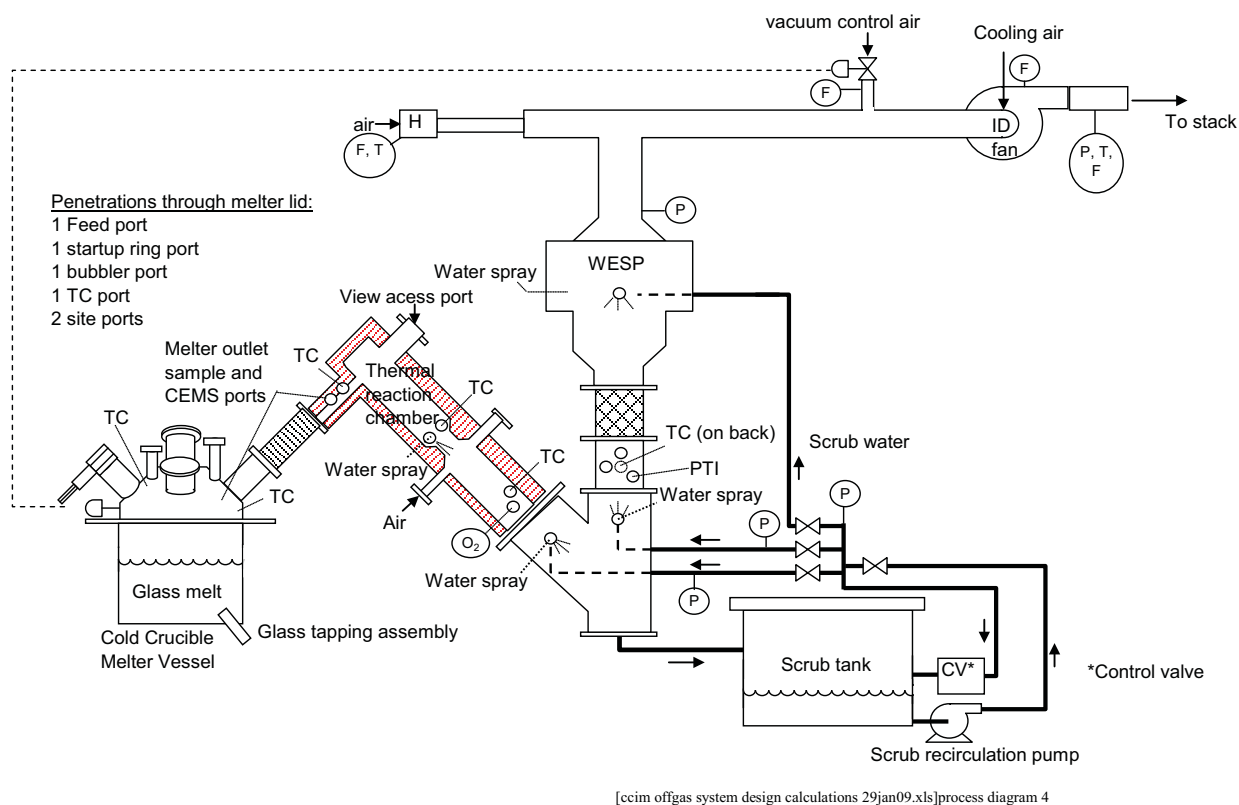 vacuum control air
Cooling air
F
F
air
H
F, T
ID
fan
To stack
P, T,
F
Penetrations through melter lid:
1 Feed port
1 startup ring port
1 bubbler port
1 TC port
2 site ports
P
WESP
Water spray
View acess port
Melter outlet
sample and
CEMS ports
TC
Thermal
reaction
chamber
TC
TC
TC (on back)
Scrub water
Water spray
TC
PTI
TC
Water spray
P
Air
P
O2
Water spray
Glass melt
P
Glass tapping assembly
Cold Crucible
Melter Vessel
Scrub tank
CV*
*Control valve
Scrub recirculation pump
[ccim offgas system design calculations 29jan09.xls]process diagram 4